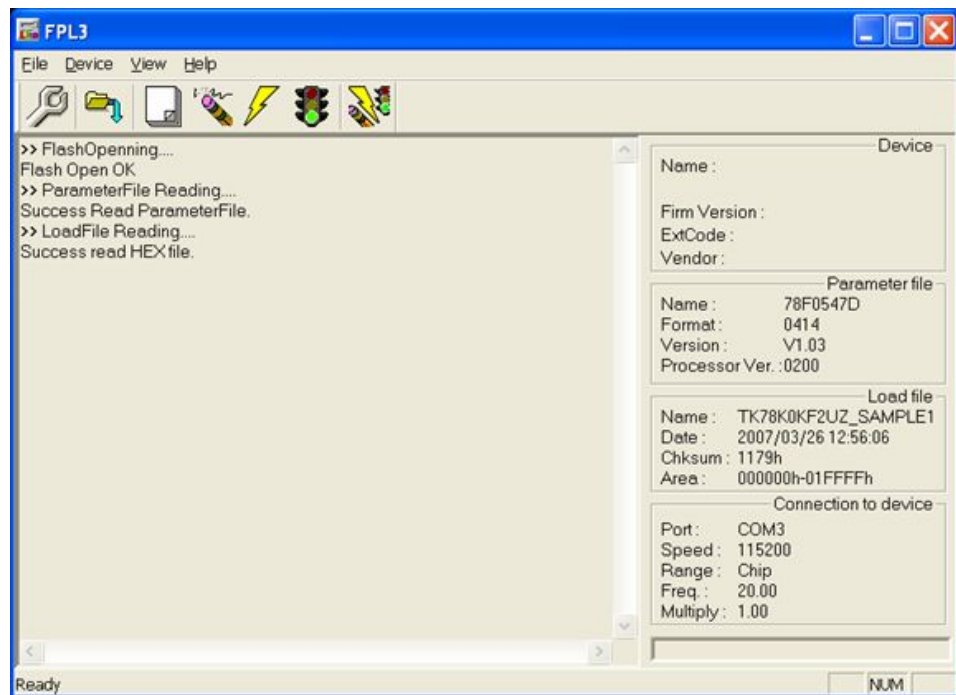 FPL3
File Device View Help
>> FlashOpenning....
Flash Open OK
>> ParameterFile Reading....
Success Read ParameterFile.
>> LoadFile Reading....
Success read HEX file.
Device
Name :
Firm Version :
ExtCode :
Vendor :
Parameter file
Name : 78F0547D
Format : 0414
Version : V1.03
Processor Ver. :0200
Load file
Name : TK78K0KF2UZ_SAMPLE1
Date : 2007/03/26 12:56:06
Chksum : 1179h
Area : 000000h-01FFFFh
Connection to device
Port : COM3
Speed : 115200
Range : Chip
Freq. : 20.00
Multiply : 1.00
Ready
NUM